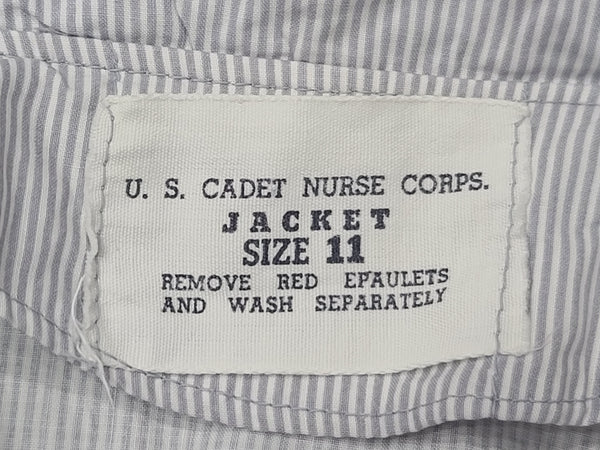 U. S. CADET NURSE CORPS.
JACKET
SIZE 11
REMOVE RED EPAULETS
AND WASH SEPARATELY